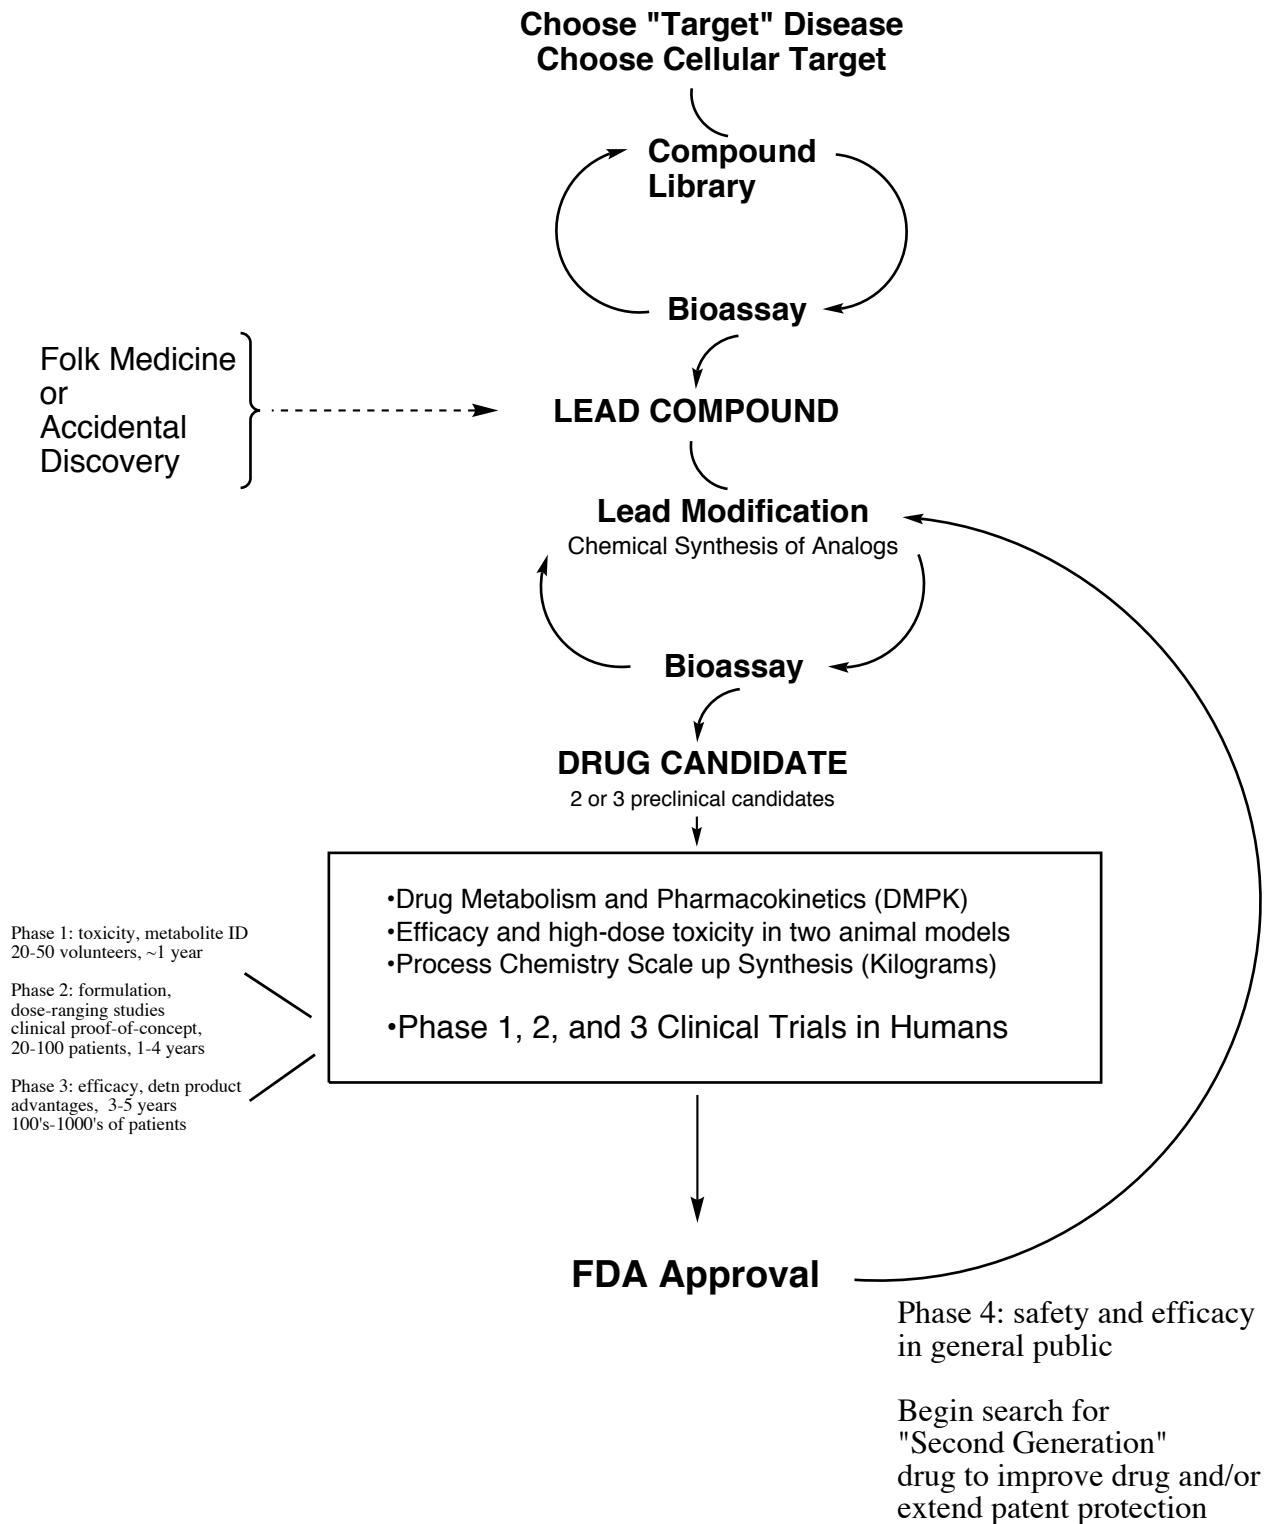 Choose "Target" Disease
Choose Cellular Target
Compound
Library
Bioassay
Folk Medicine
or
Accidental
Discovery
LEAD COMPOUND
Lead Modification
Chemical Synthesis of Analogs
Bioassay
DRUG CANDIDATE
2 or 3 preclinical candidates
•Drug Metabolism and Pharmacokinetics (DMPK)
•Efficacy and high-dose toxicity in two animal models
•Process Chemistry Scale up Synthesis (Kilograms)
•Phase 1, 2, and 3 Clinical Trials in Humans
Phase 1: toxicity, metabolite ID
20-50 volunteers, ~1 year
Phase 2: formulation,
dose-ranging studies
clinical proof-of-concept,
20-100 patients, 1-4 years
Phase 3: efficacy, detn product
advantages,  3-5 years
100's-1000's of patients
FDA Approval
Phase 4: safety and efficacy
in general public
Begin search for
"Second Generation"
drug to improve drug and/or
extend patent protection